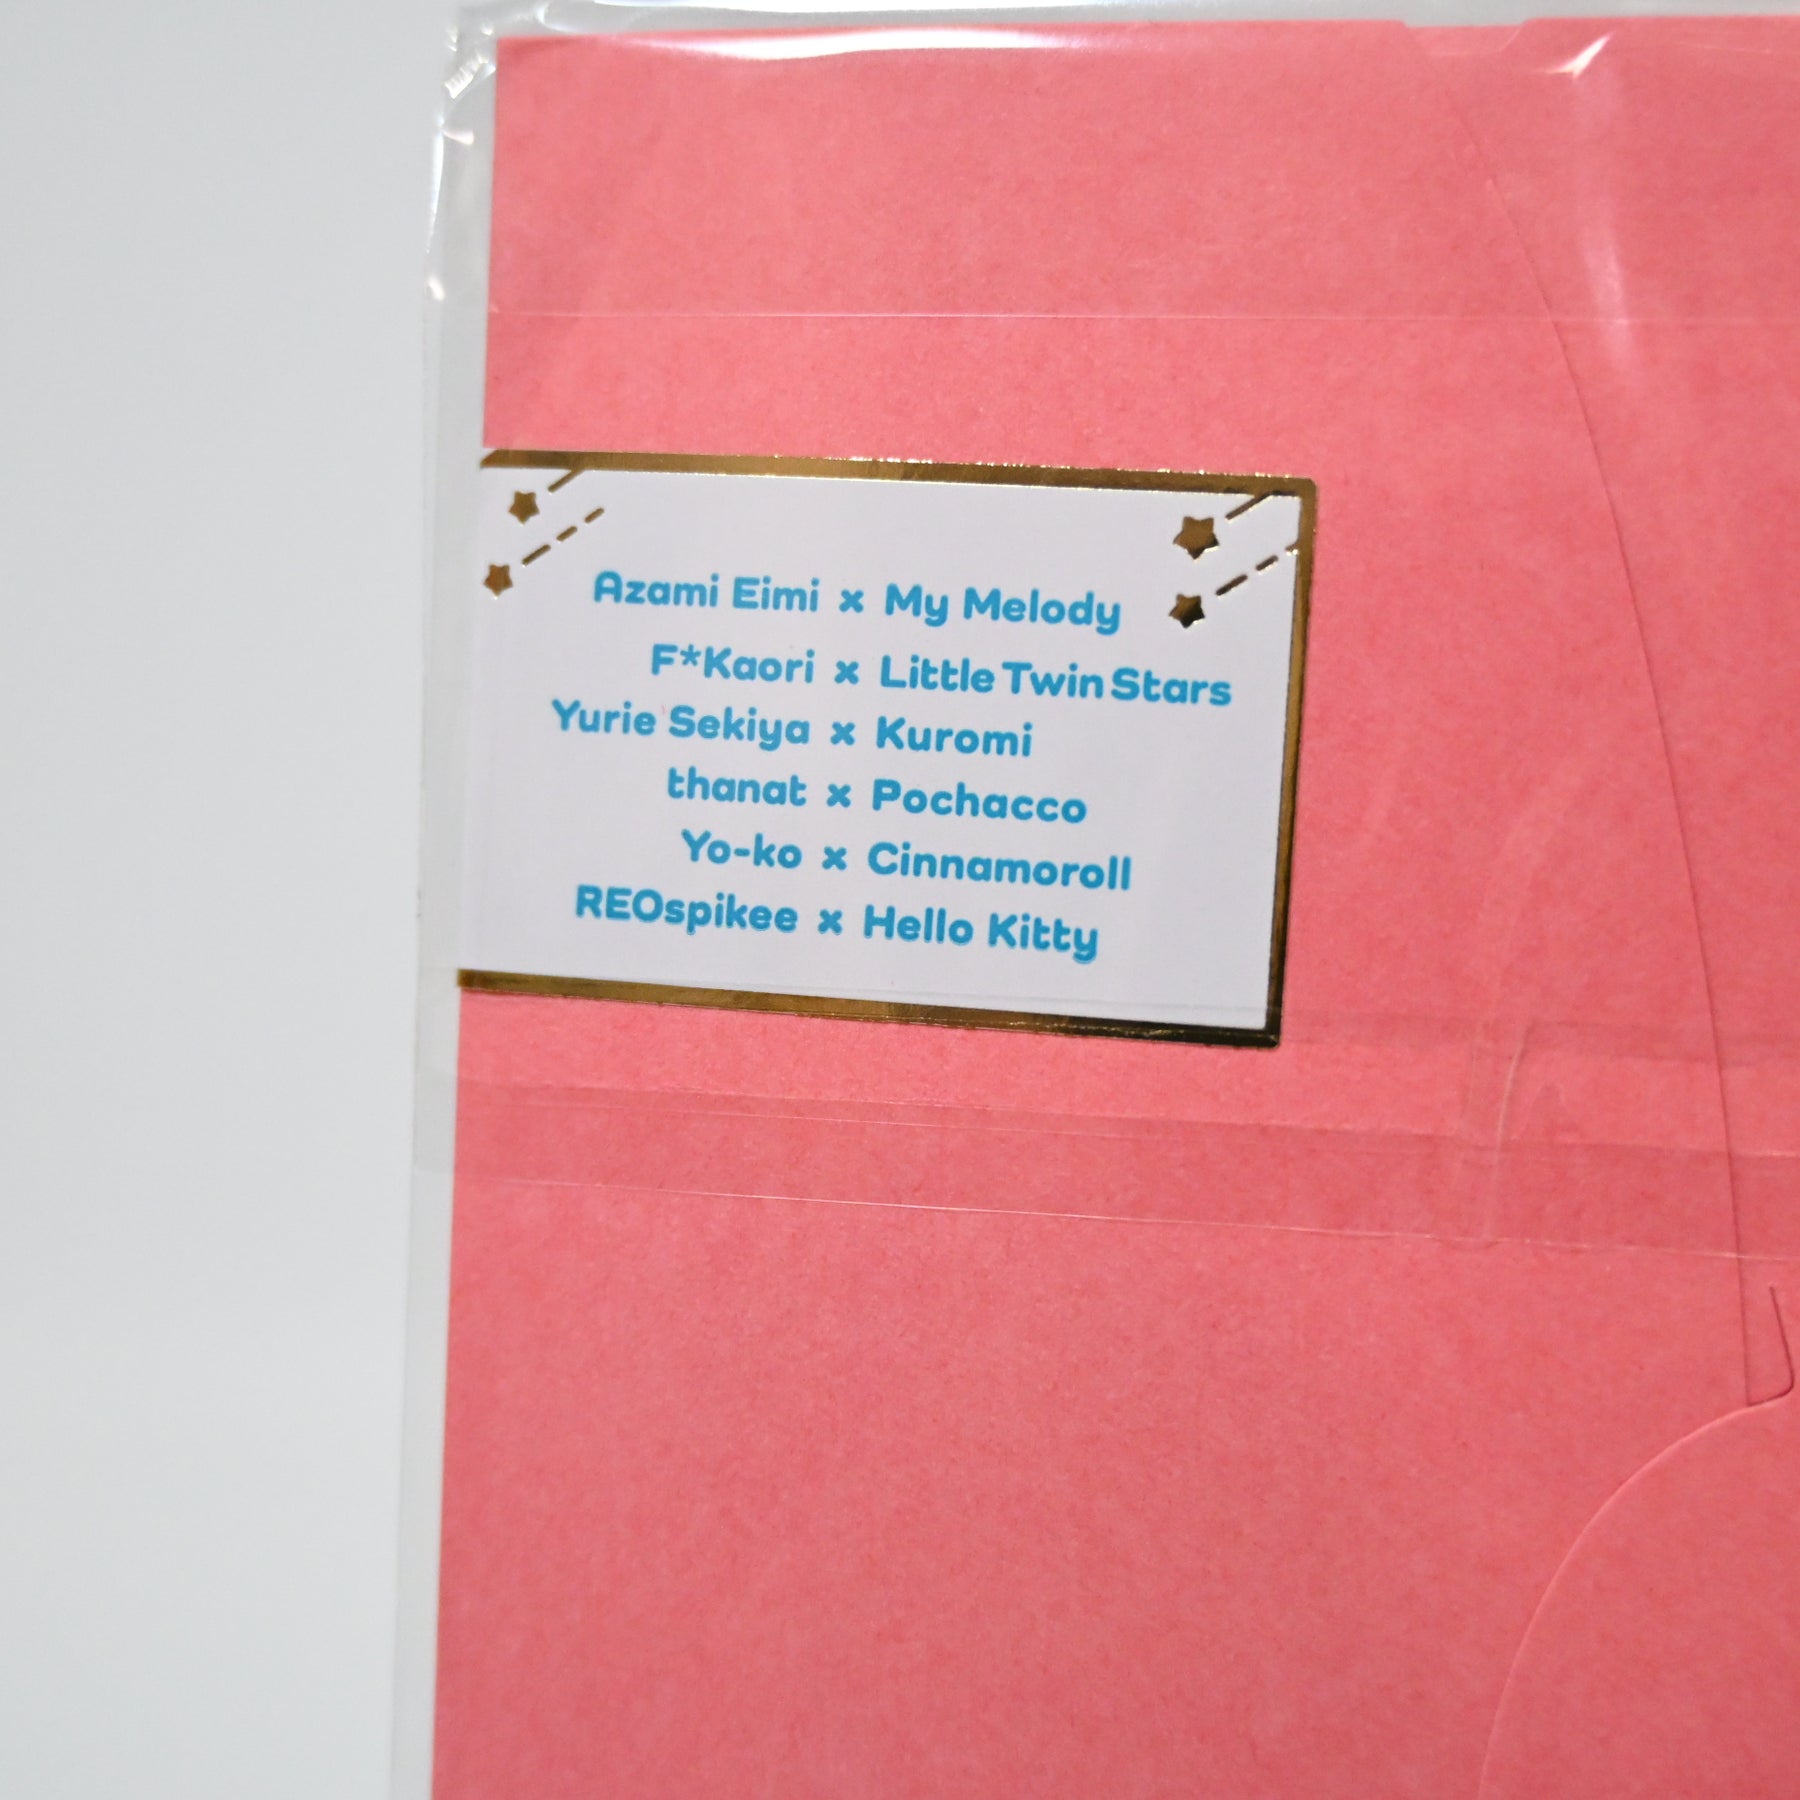 Azami Eimi × My Melody
F*Kaori × Little Twin Stars
Yurie Sekiya × Kuromi
thanat × Pochacco
Yo-ko × Cinnamoroll
REOspikee × Hello Kitty